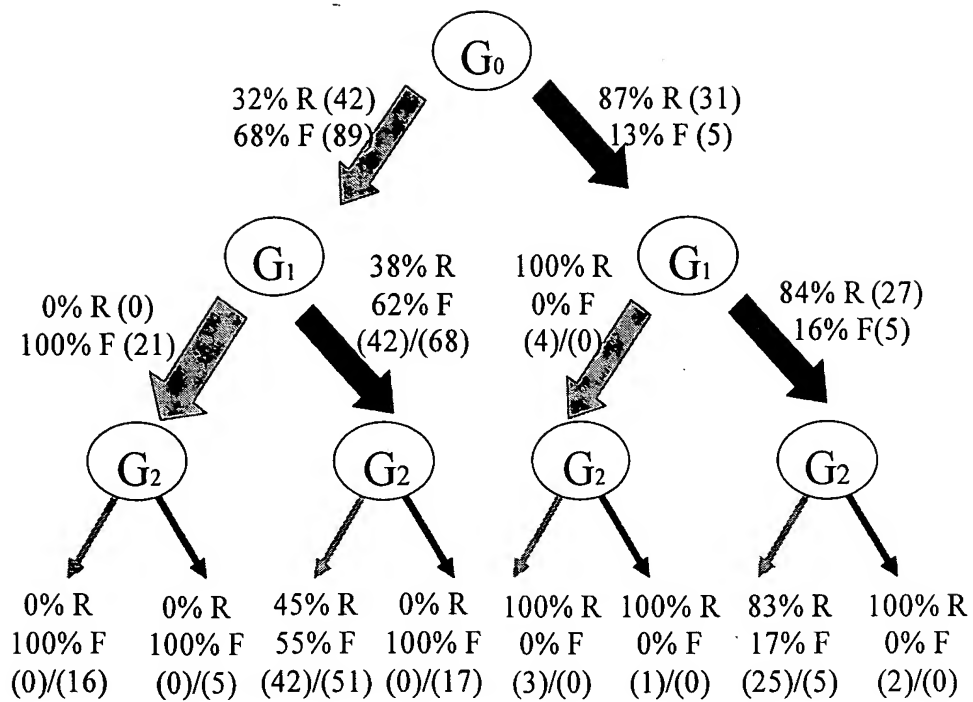 G0
32% R (42)
68% F (89)
87% R (31)
13% F (5)
G1
38% R
62% F
(42)/(68)
0% R (0)
100% F (21)
100% R
0% F
(4)/(0)
G1
84% R (27)
16% F(5)
G2
G2
G2
G2
0% R
100% F
(0)/(16)
0% R
100% F
(0)/(5)
45% R
55% F
(42)/(51)
0% R
100% F
(0)/(17)
100% R
0% F
(3)/(0)
100% R
0% F
(1)/(0)
83% R
17% F
(25)/(5)
100% R
0% F
(2)/(0)